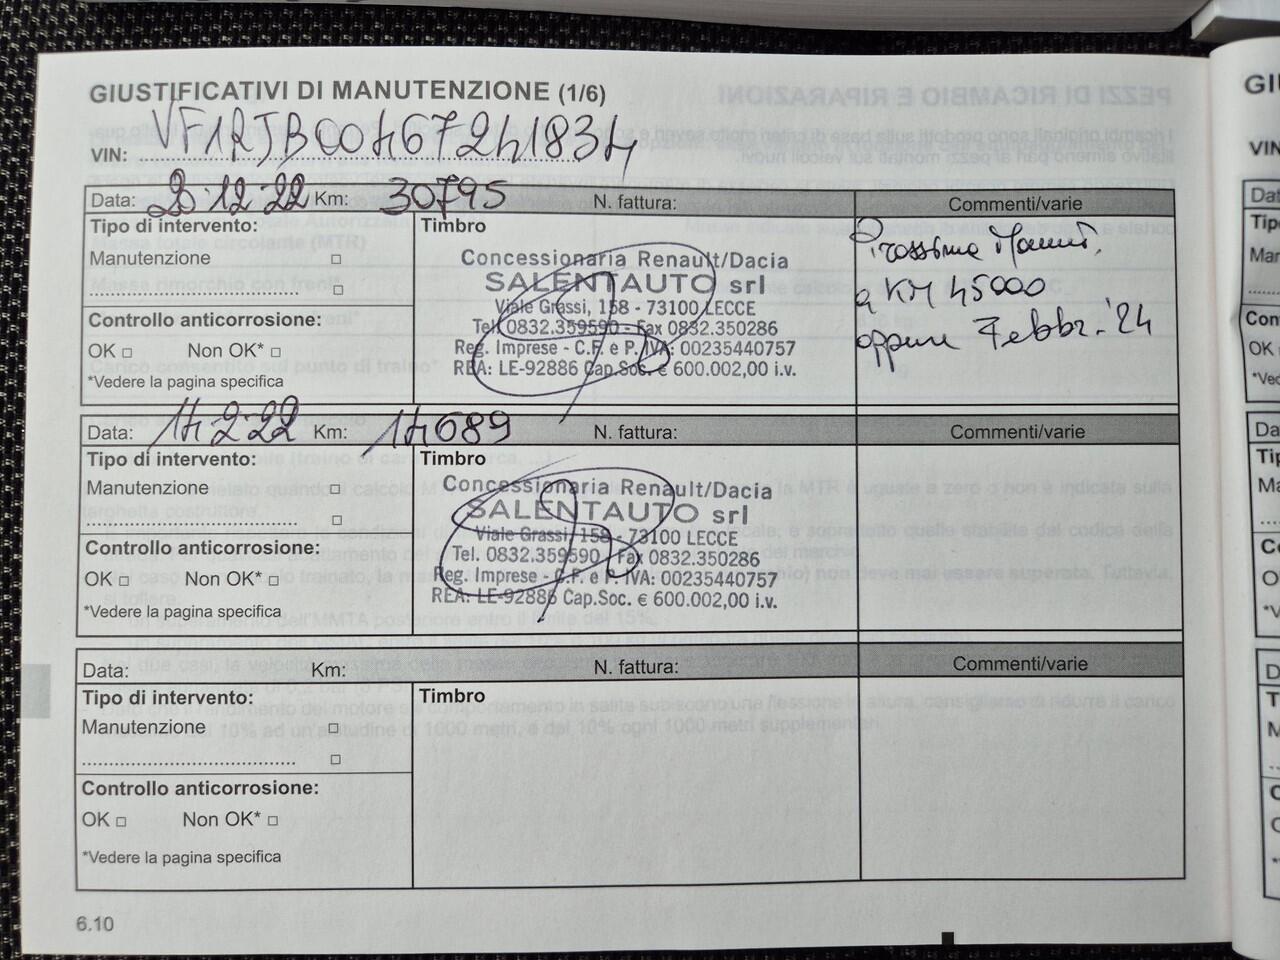 GIUSTIFICATIVI DI MANUTENZIONE (1/6)
VIN:
Data: 20.12.22 Km: 30795 N. fattura: Commenti/varie
Tipo di intervento: Timbro
Manutenzione
Controllo anticorrosione:
OK Non OK*
*Vedere la pagina specifica
Concessionaria Renault/Dacia
SALENTAUTO srl
Viale Grassi, 158 - 73100 LECCE
Tel. 0832.359590 - Fax 0832.350286
Reg. Imprese - C.F. e P. IVA: 00235440757
REA: LE-92886 Cap.Soc. € 600.002,00 i.v.
Prossima Manut.
a KM 45000
oppure Febbr. '24
Data: 14.2.22 Km: 14689 N. fattura: Commenti/varie
Tipo di intervento: Timbro
Manutenzione
Controllo anticorrosione:
OK Non OK*
*Vedere la pagina specifica
Concessionaria Renault/Dacia
SALENTAUTO srl
Viale Grassi, 158 - 73100 LECCE
Tel. 0832.359590 - Fax 0832.350286
Reg. Imprese - C.F. e P. IVA: 00235440757
REA: LE-92886 Cap.Soc. € 600.002,00 i.v.
Data: Km: N. fattura: Commenti/varie
Tipo di intervento: Timbro
Manutenzione
Controllo anticorrosione:
OK Non OK*
*Vedere la pagina specifica
6.10